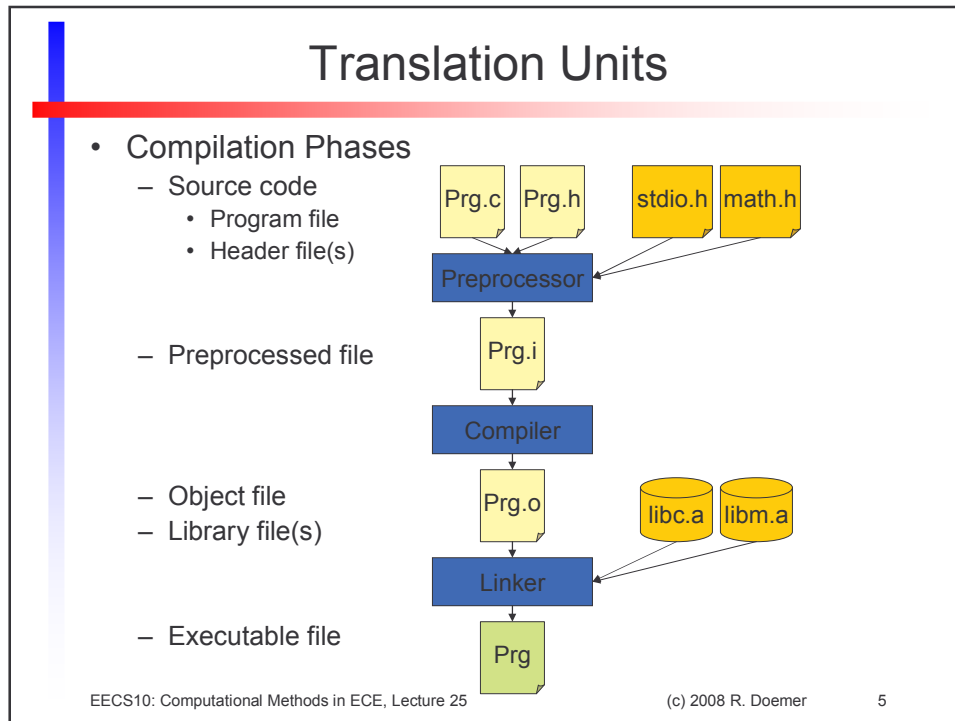 Translation Units
• Compilation Phases
– Source code
• Program file
• Header file(s)
Prg.c Prg.h stdio.h math.h
Preprocessor
– Preprocessed file
Prg.i
Compiler
– Object file
– Library file(s)
Prg.o libc.a libm.a
Linker
– Executable file
Prg
EECS10: Computational Methods in ECE, Lecture 25 (c) 2008 R. Doemer 5